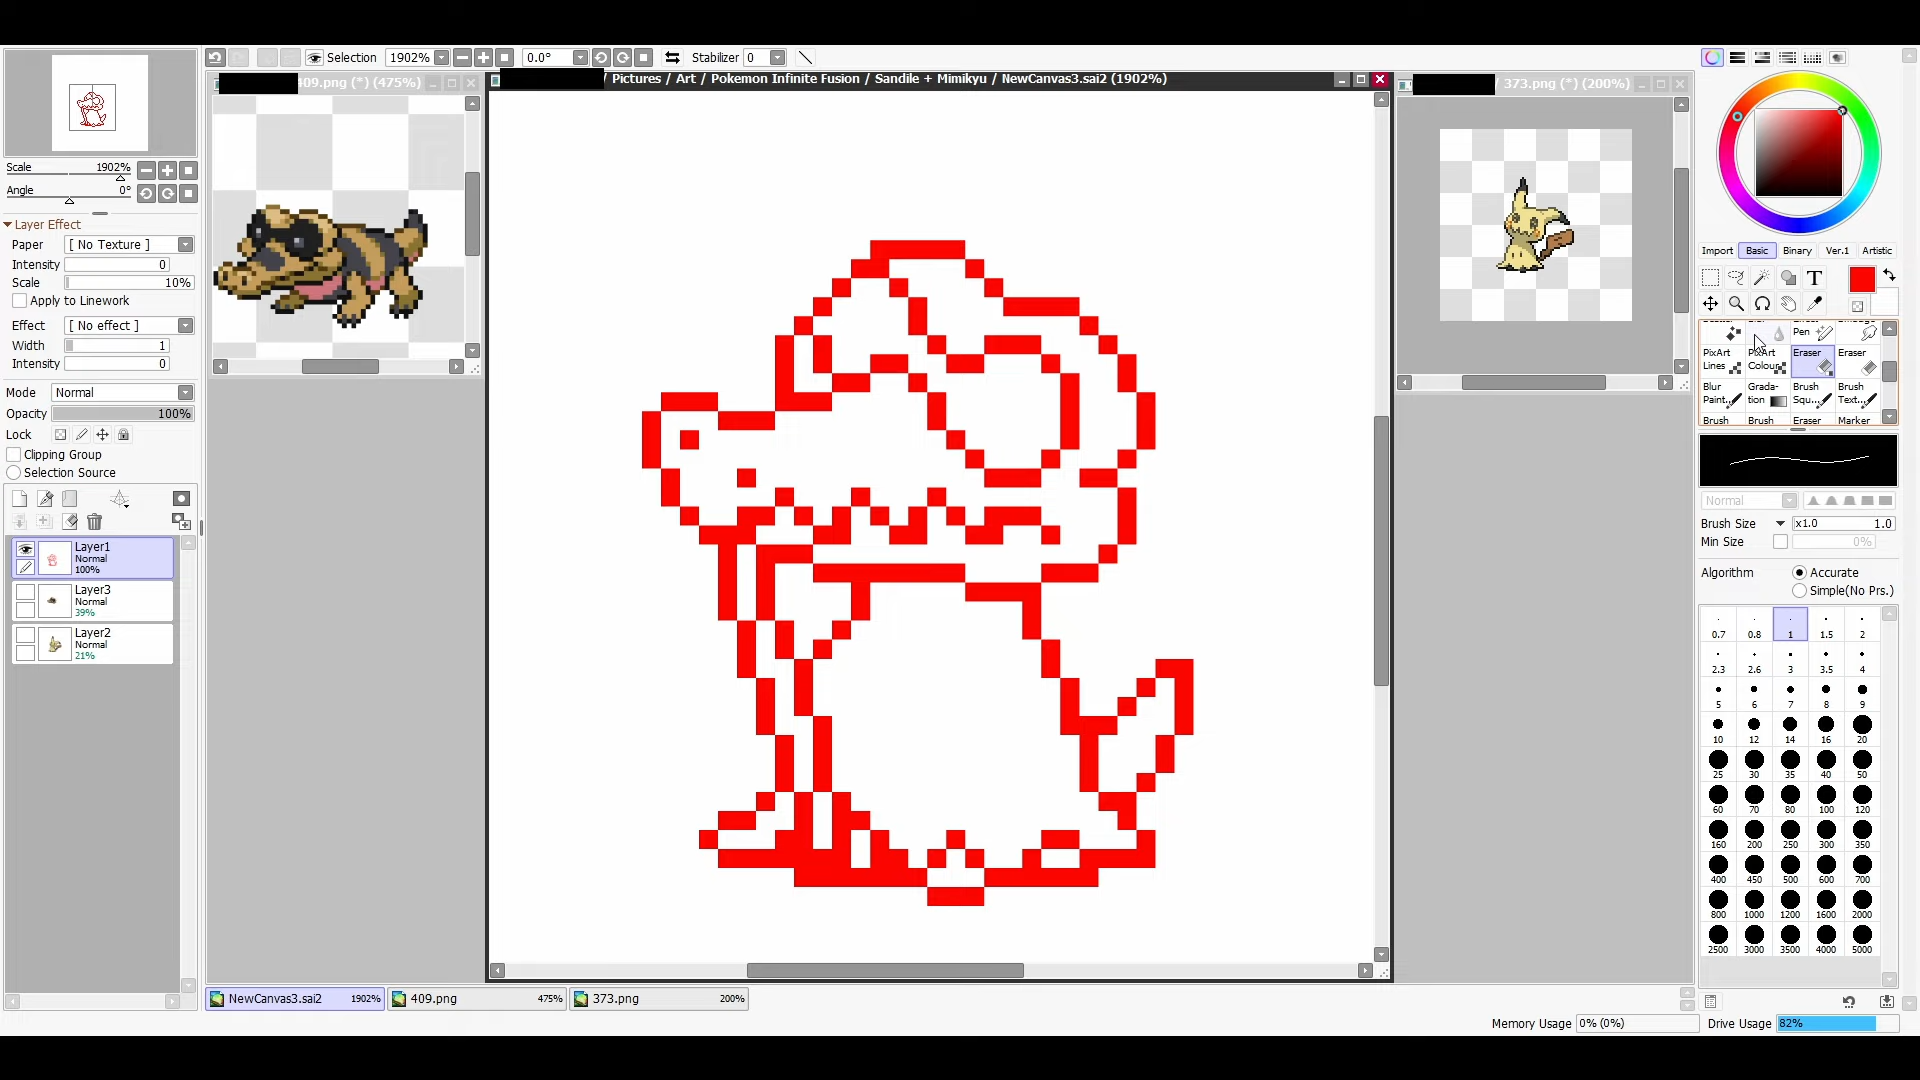 Selection 1902% 0.0° Stabilizer 0
409.png (*) (475%)
/ Pictures / Art / Pokemon Infinite Fusion / Sandile + Mimikyu / NewCanvas3.sai2 (1902%)
/ 373.png (*) (200%)
Scale 1902%
Angle 0°
Layer Effect
Paper [ No Texture ]
Intensity 0
Scale 10%
Apply to Linework
Effect [ No effect ]
Width 1
Intensity 0
Mode Normal
Opacity 100%
Lock
Clipping Group
Selection Source
Layer1
Normal
100%
Layer3
Normal
39%
Layer2
Normal
21%
NewCanvas3.sai2 1902%
409.png 475%
373.png 200%
Import Basic Binary Ver.1 Artistic
T
Pen
PixArt Lines
PixArt Colour
Eraser
Eraser
Blur Paint..
Grada-tion
Brush Squ..
Brush Text..
Brush Brush Eraser Marker
Normal
Brush Size x1.0 1.0
Min Size 0%
Algorithm Accurate
Simple(No Prs.)
0.7 0.8 1 1.5 2
2.3 2.6 3 3.5 4
5 6 7 8 9
10 12 14 16 20
25 30 35 40 50
60 70 80 100 120
160 200 250 300 350
400 450 500 600 700
800 1000 1200 1600 2000
2500 3000 3500 4000 5000
Memory Usage 0% (0%) Drive Usage 82%